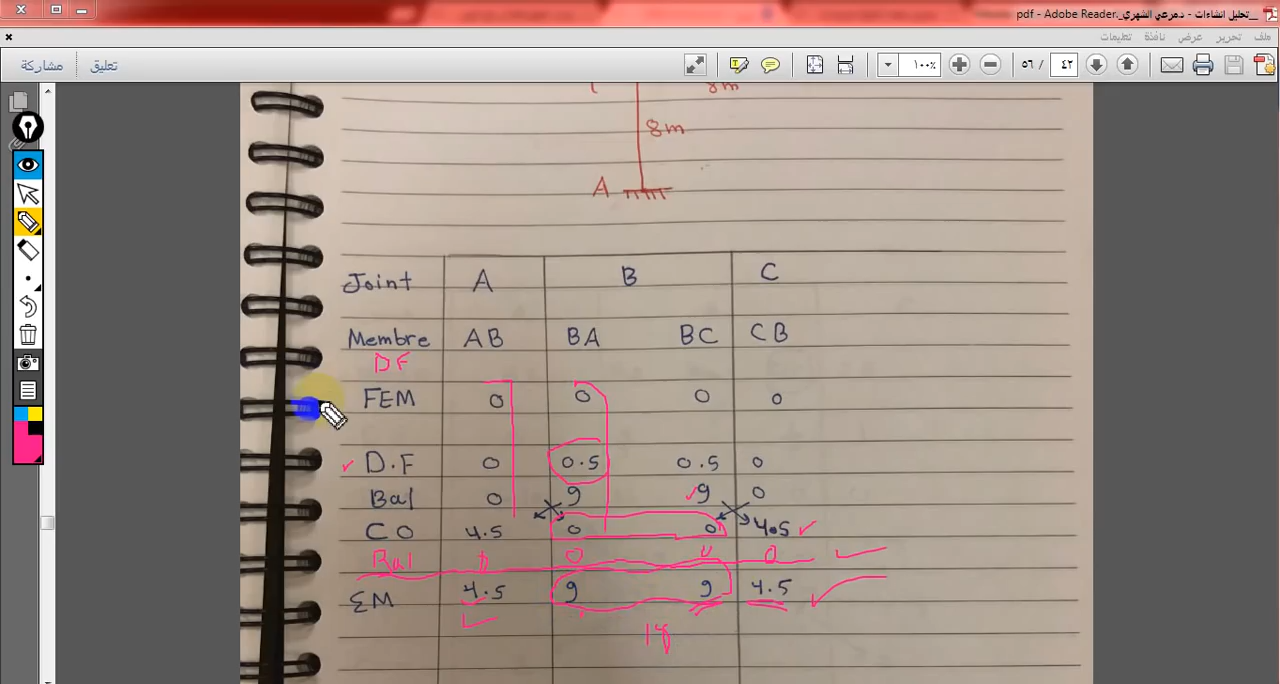 تحليل انشاءات - د.مرعي الشهري_.pdf - Adobe Reader
ملف تحرير عرض نافذة تعليمات
مشاركة تعليق ١٠٠٪ ٥٦ / ٤٢
8m
8m
A
Joint A B C
Membre AB BA BC CB
DF
FEM 0 0 0 0
D.F 0 0.5 0.5 0
Bal 0 9 9 0
CO 4.5 0 0 4.5
Bal 0 0 0 0
ΣM 4.5 9 9 4.5
18